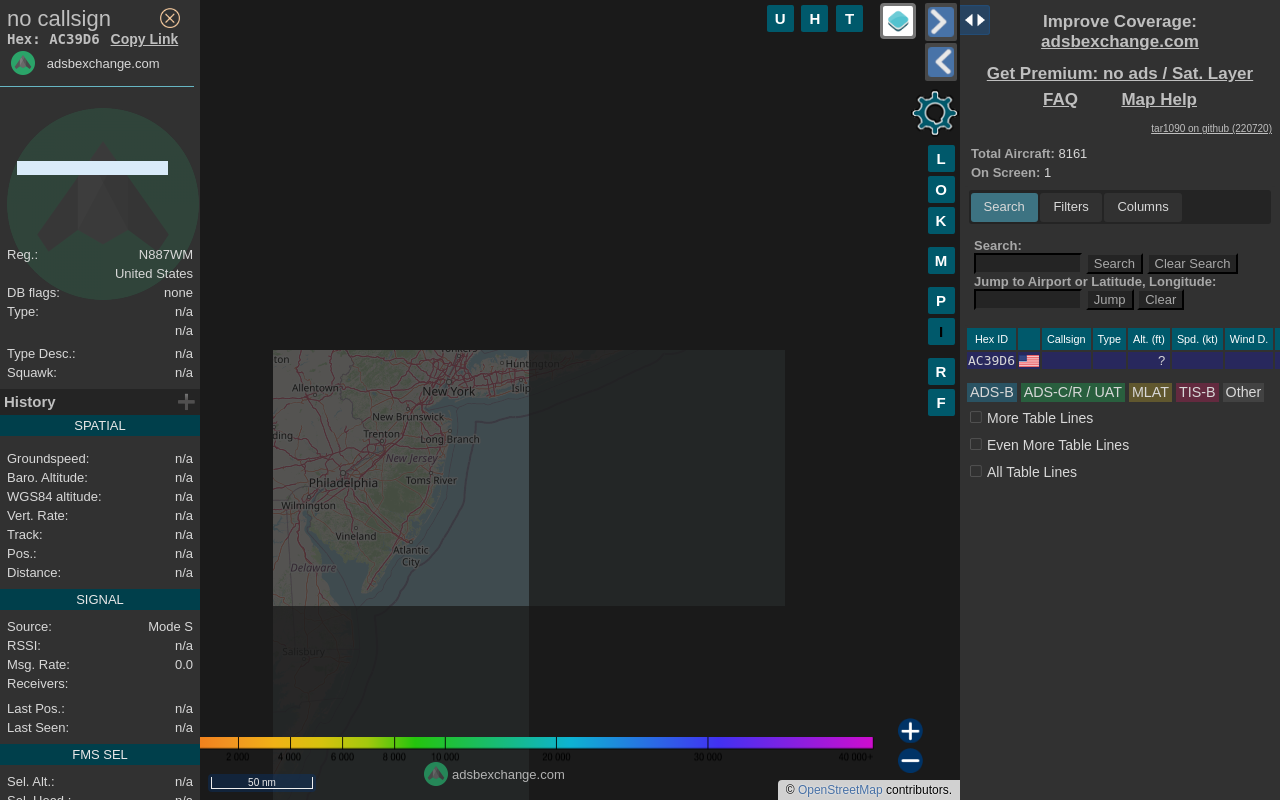 no callsign
Hex: AC39D6 Copy Link
adsbexchange.com
Reg.: N887WM
United States
DB flags: none
Type: n/a
n/a
Type Desc.: n/a
Squawk: n/a
History
SPATIAL
Groundspeed: n/a
Baro. Altitude: n/a
WGS84 altitude: n/a
Vert. Rate: n/a
Track: n/a
Pos.: n/a
Distance: n/a
SIGNAL
Source: Mode S
RSSI: n/a
Msg. Rate: 0.0
Receivers:
Last Pos.: n/a
Last Seen: n/a
FMS SEL
Sel. Alt.: n/a
Sel. Head.: n/a
U H T
L
O
K
M
P
I
R
F
ton
Huntington
Allentown
New York
Islip
New Brunswick
ding
Trenton
Long Branch
New Jersey
Philadelphia
Toms River
Wilmington
Vineland
Atlantic
City
Delaware
Salisbury
2 000 4 000 6 000 8 000 10 000 20 000 30 000 40 000+
adsbexchange.com
50 nm
© OpenStreetMap contributors.
Improve Coverage:
adsbexchange.com
Get Premium: no ads / Sat. Layer
FAQ Map Help
tar1090 on github (220720)
Total Aircraft: 8161
On Screen: 1
Search Filters Columns
Search:
Search Clear Search
Jump to Airport or Latitude, Longitude:
Jump Clear
Hex ID Callsign Type Alt. (ft) Spd. (kt) Wind D.
AC39D6 ?
ADS-B ADS-C/R / UAT MLAT TIS-B Other
More Table Lines
Even More Table Lines
All Table Lines